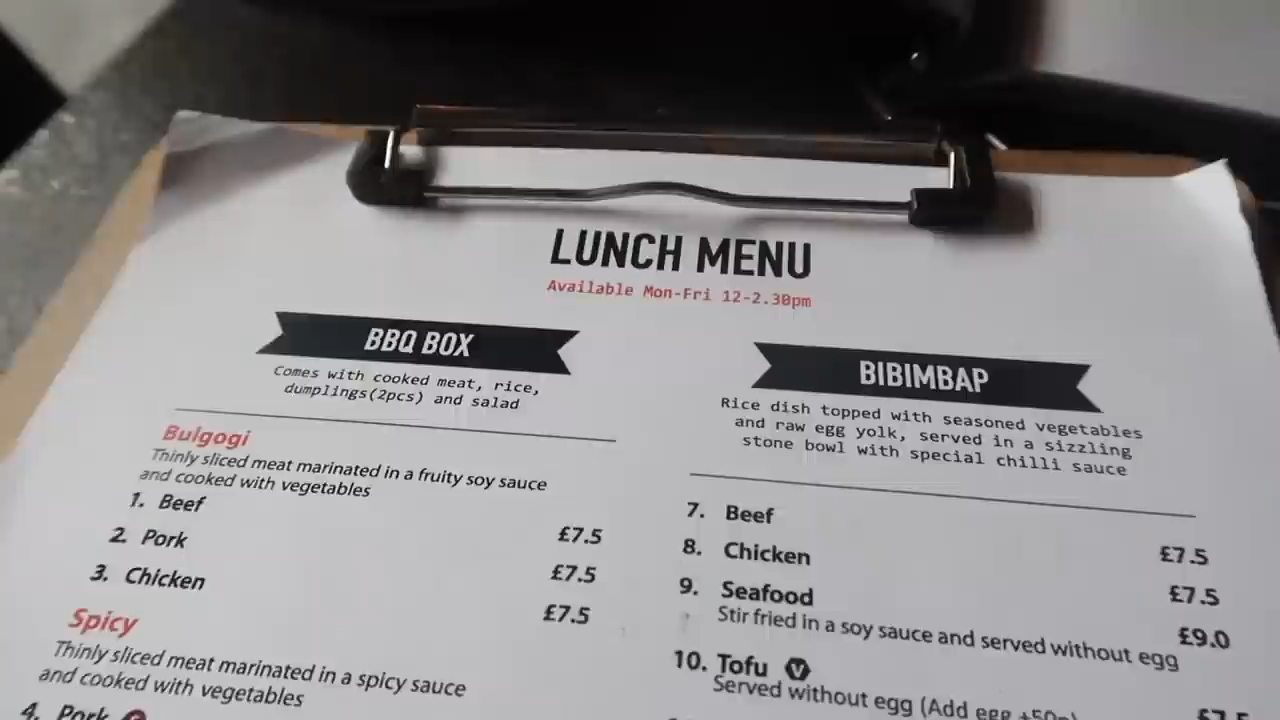 LUNCH MENU
Available Mon-Fri 12-2.30pm
BBQ BOX
Comes with cooked meat, rice,
dumplings(2pcs) and salad
Bulgogi
Thinly sliced meat marinated in a fruity soy sauce
and cooked with vegetables
1. Beef £7.5
2. Pork £7.5
3. Chicken £7.5
Spicy
Thinly sliced meat marinated in a spicy sauce
and cooked with vegetables
4. Pork
BIBIMBAP
Rice dish topped with seasoned vegetables
and raw egg yolk, served in a sizzling
stone bowl with special chilli sauce
7. Beef £7.5
8. Chicken £7.5
9. Seafood £9.0
Stir fried in a soy sauce and served without egg
10. Tofu V £7.5
Served without egg (Add egg +50p)